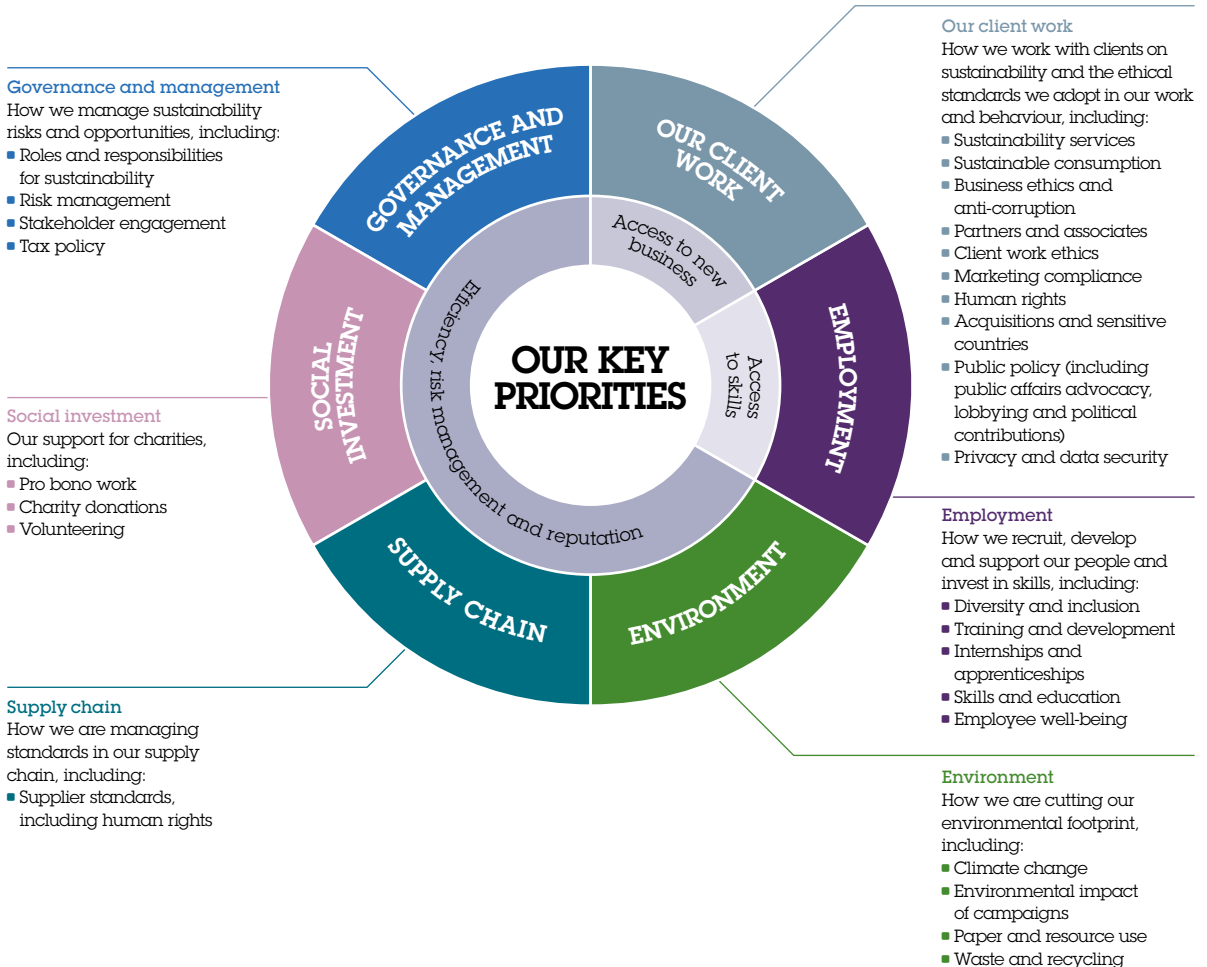 Governance and management
How we manage sustainability
risks and opportunities, including:
Roles and responsibilities
for sustainability
Risk management
Stakeholder engagement
Tax policy
Social investment
Our support for charities,
including:
Pro bono work
Charity donations
Volunteering
Supply chain
How we are managing
standards in our supply
chain, including:
Supplier standards,
including human rights
GOVERNANCE AND
MANAGEMENT
OUR CLIENT
WORK
EMPLOYMENT
ENVIRONMENT
SUPPLY CHAIN
SOCIAL
INVESTMENT
Access to new
business
Access
to skills
Efficiency, risk management and reputation
OUR KEY
PRIORITIES
Our client work
How we work with clients on
sustainability and the ethical
standards we adopt in our work
and behaviour, including:
Sustainability services
Sustainable consumption
Business ethics and
anti-corruption
Partners and associates
Client work ethics
Marketing compliance
Human rights
Acquisitions and sensitive
countries
Public policy (including
public affairs advocacy,
lobbying and political
contributions)
Privacy and data security
Employment
How we recruit, develop
and support our people and
invest in skills, including:
Diversity and inclusion
Training and development
Internships and
apprenticeships
Skills and education
Employee well-being
Environment
How we are cutting our
environmental footprint,
including:
Climate change
Environmental impact
of campaigns
Paper and resource use
Waste and recycling